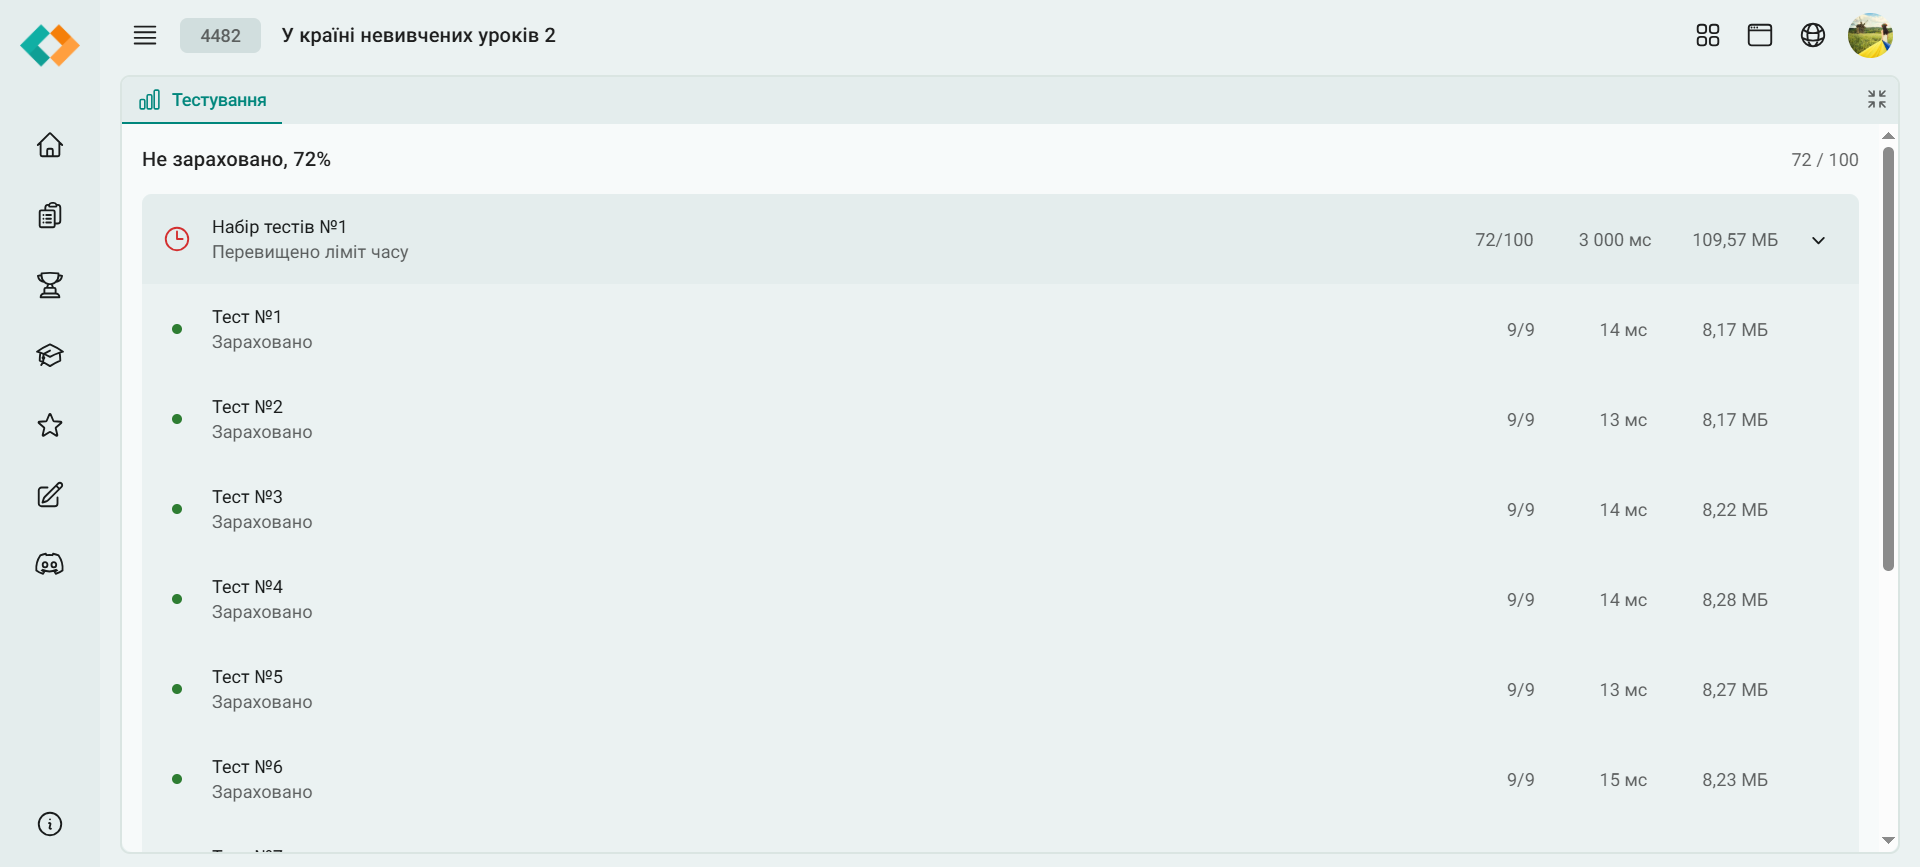 4482
У країні невивчених уроків 2
Тестування
Не зараховано, 72%
72 / 100
Набір тестів №1
Перевищено ліміт часу
72/100
3 000 мс
109,57 МБ
Тест №1
Зараховано
9/9
14 мс
8,17 МБ
Тест №2
Зараховано
9/9
13 мс
8,17 МБ
Тест №3
Зараховано
9/9
14 мс
8,22 МБ
Тест №4
Зараховано
9/9
14 мс
8,28 МБ
Тест №5
Зараховано
9/9
13 мс
8,27 МБ
Тест №6
Зараховано
9/9
15 мс
8,23 МБ